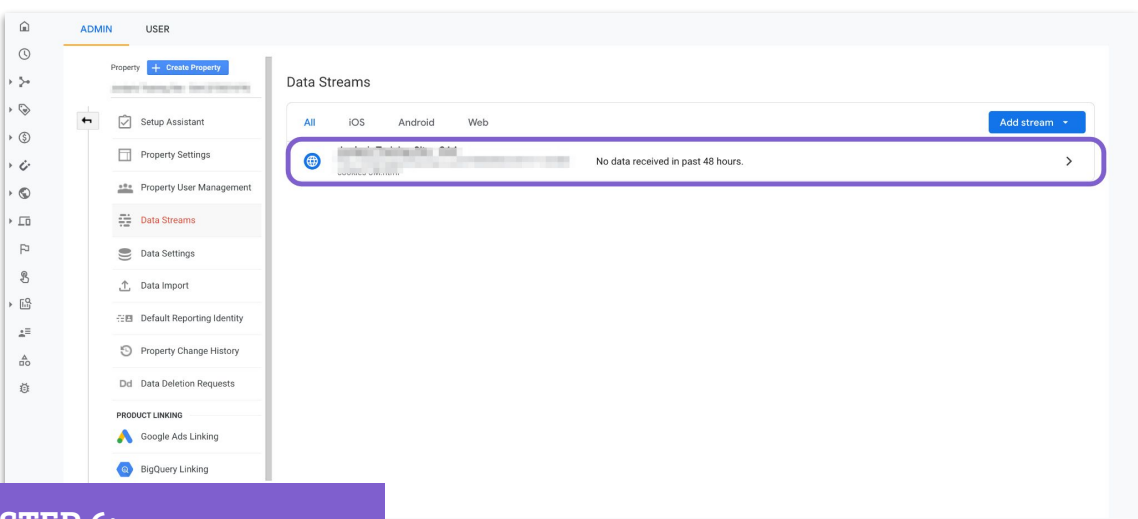 ADMIN USER
Property + Create Property
Data Streams
Setup Assistant
All iOS Android Web
Add stream
Property Settings
No data received in past 48 hours.
Property User Management
Data Streams
Data Settings
Data Import
Default Reporting Identity
Property Change History
Dd Data Deletion Requests
PRODUCT LINKING
Google Ads Linking
BigQuery Linking
STEP 6: